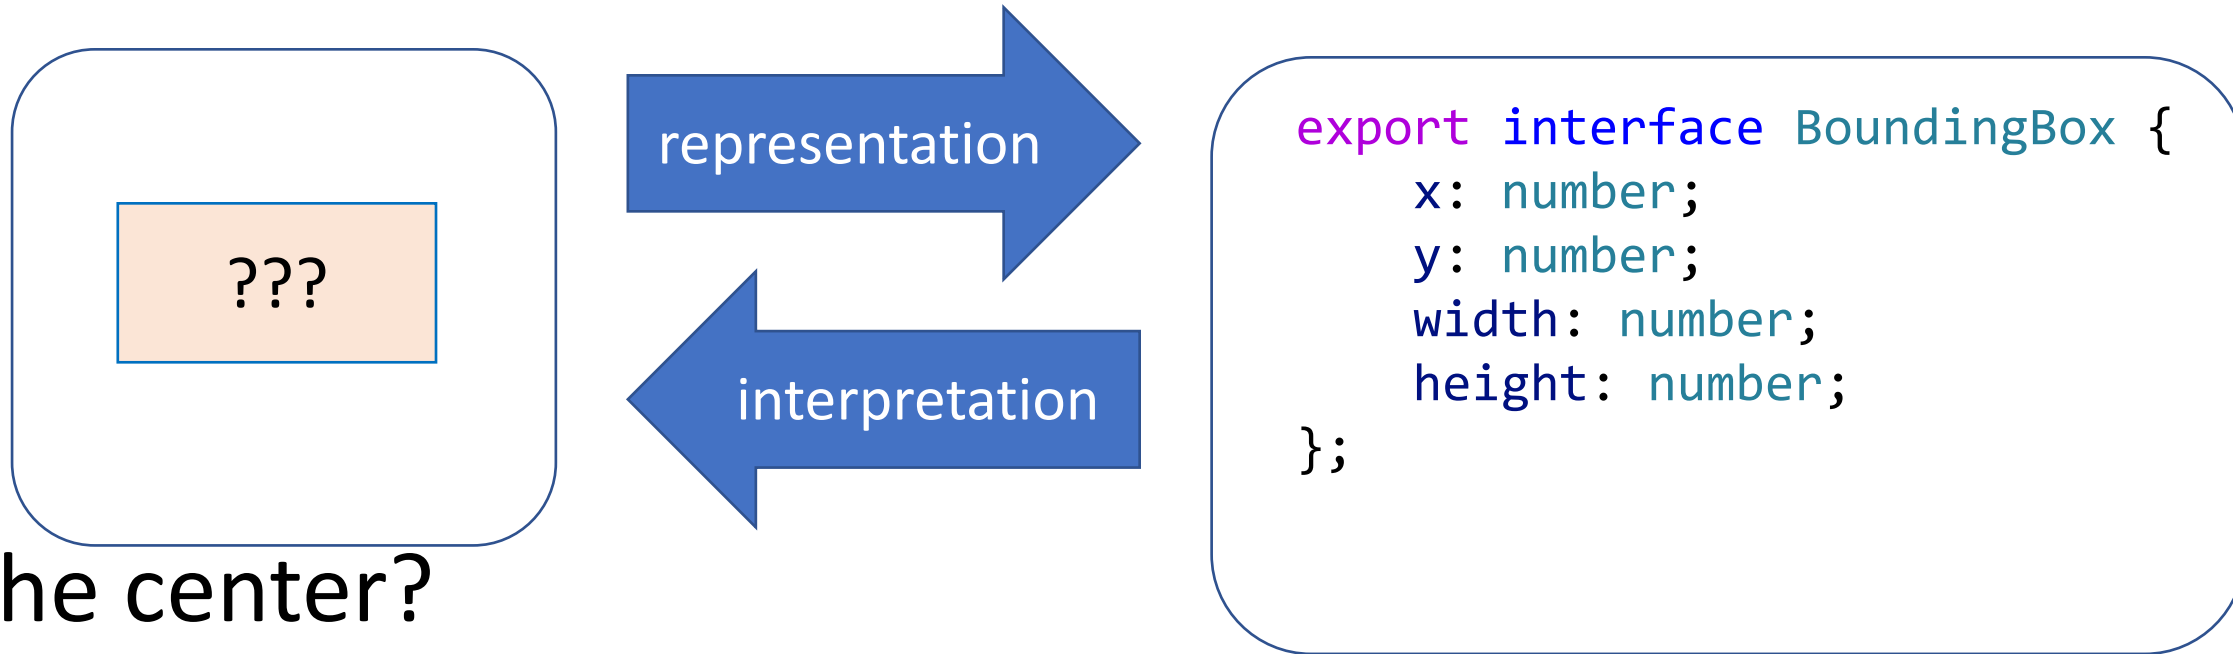 ???
he center?
representation
interpretation
export interface BoundingBox {
x: number;
y: number;
width: number;
height: number;
};